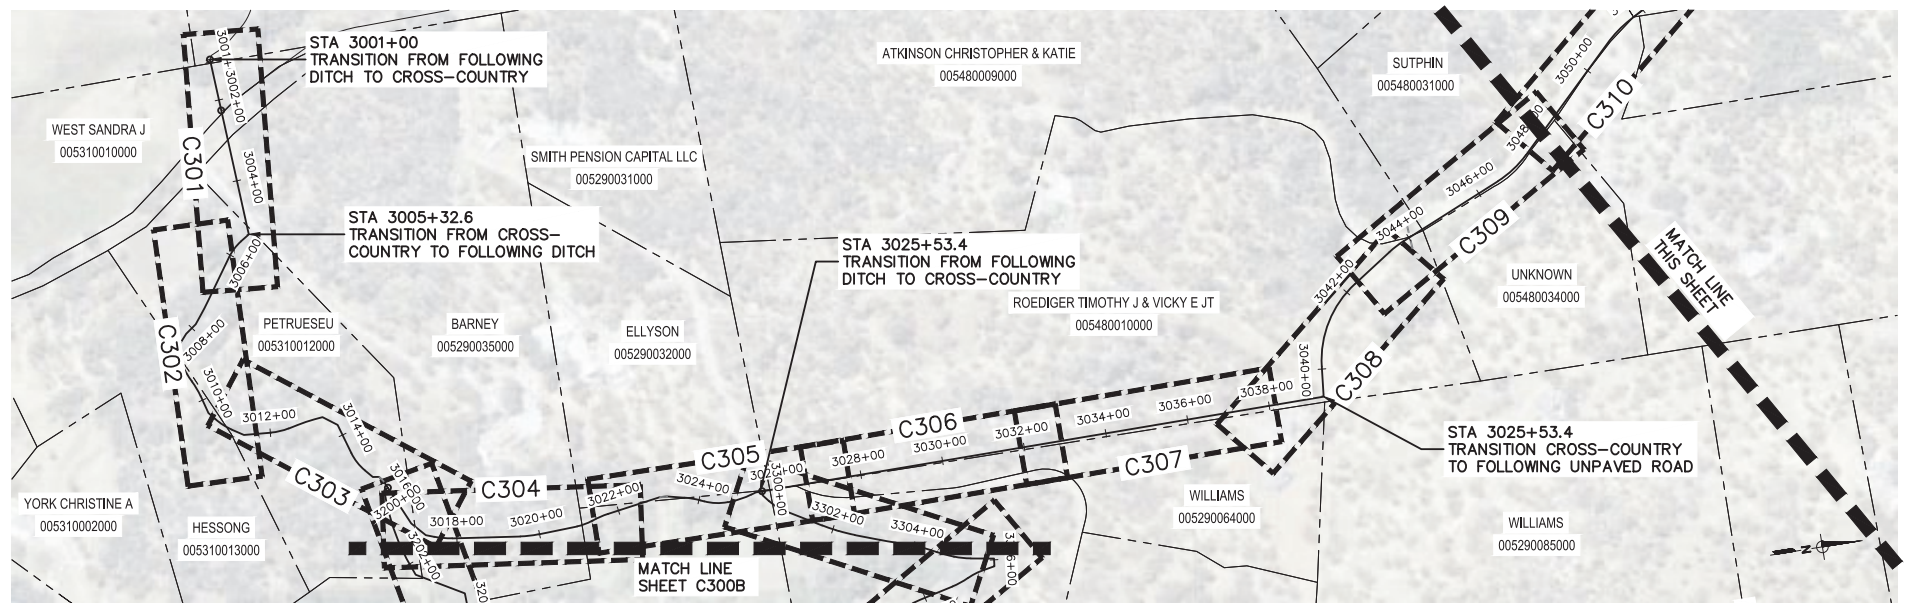 STA 3001+00
TRANSITION FROM FOLLOWING
DITCH TO CROSS-COUNTRY
ATKINSON CHRISTOPHER & KATIE
005480009000
SUTPHIN
005480031000
WEST SANDRA J
005310010000
SMITH PENSION CAPITAL LLC
005290031000
3002+00
3004+00
C301
STA 3005+32.6
TRANSITION FROM CROSS-
COUNTRY TO FOLLOWING DITCH
STA 3025+53.4
TRANSITION FROM FOLLOWING
DITCH TO CROSS-COUNTRY
3050+00
C310
3046+00
3044+00
3042+00
C309
MATCH LINE
THIS SHEET
UNKNOWN
005480034000
ROEDIGER TIMOTHY J & VICKY E JT
005480010000
3006+00
3008+00
C302
PETRUESEU
005310012000
BARNEY
005290035000
ELLYSON
005290032000
3010+00
3012+00
3014+00
3040+00
C308
3038+00
3036+00
3034+00
3032+00
3030+00
3028+00
C306
C307
C305
STA 3025+53.4
TRANSITION CROSS-COUNTRY
TO FOLLOWING UNPAVED ROAD
C303
C304
3018+00
3020+00
3022+00
3024+00
3300+00
3302+00
3304+00
3202+00
YORK CHRISTINE A
005310002000
HESSONG
005310013000
WILLIAMS
005290064000
WILLIAMS
005290085000
MATCH LINE
SHEET C300B
N